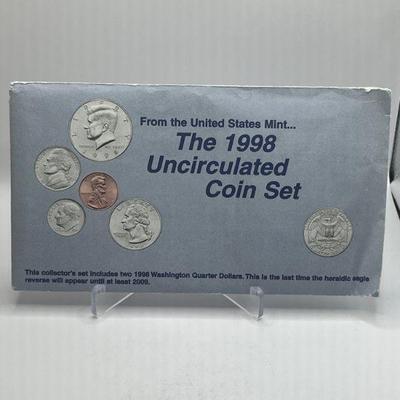 From the United States Mint...
The 1998
Uncirculated
Coin Set
This collector's set includes two 1998 Washington Quarter Dollars. This is the last time the heraldic eagle
reverse will appear until at least 2009.
1998